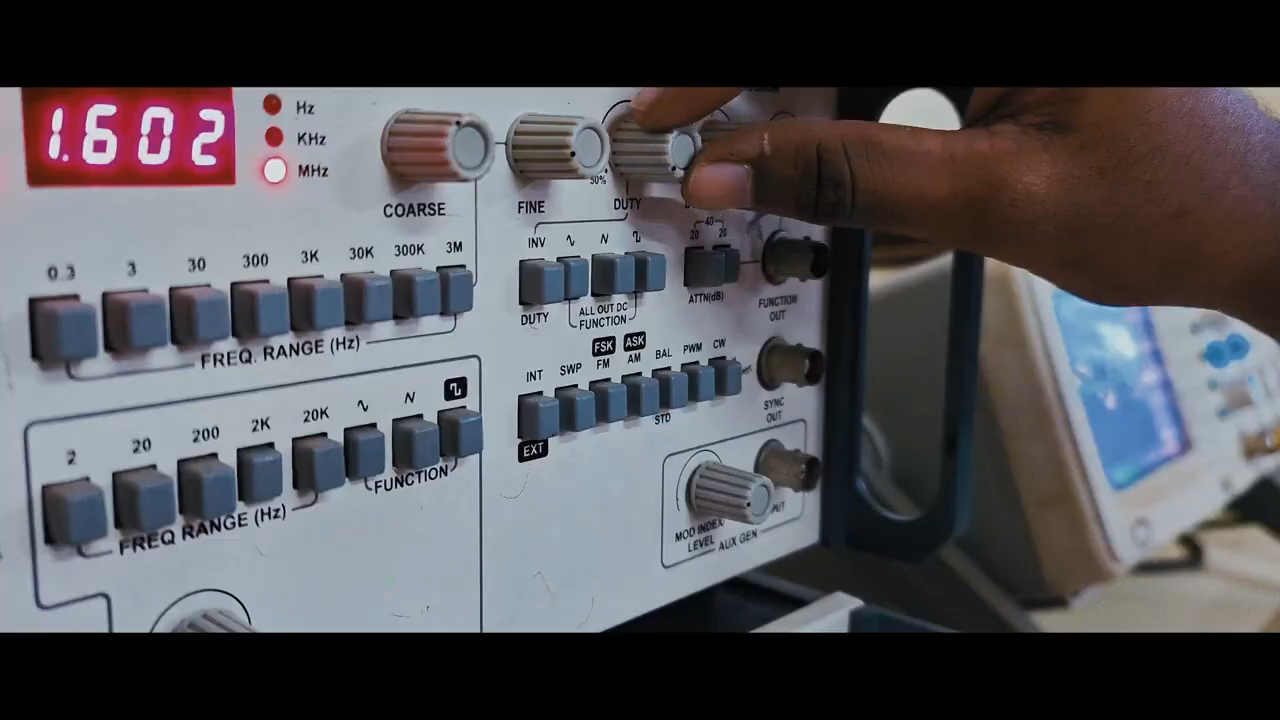 1.602
Hz
KHz
MHz
COARSE
FINE
50%
DUTY
0.3 3 30 300 3K 30K 300K 3M
FREQ. RANGE (Hz)
INV
DUTY
ALL OUT DC
FUNCTION
40
20 20
ATTN(dB)
FUNCTION
OUT
2 20 200 2K 20K
FREQ RANGE (Hz)
FUNCTION
FSK ASK
INT SWP FM AM BAL PWM CW
EXT
STD
SYNC
OUT
MOD INDEX
LEVEL
AUX GEN